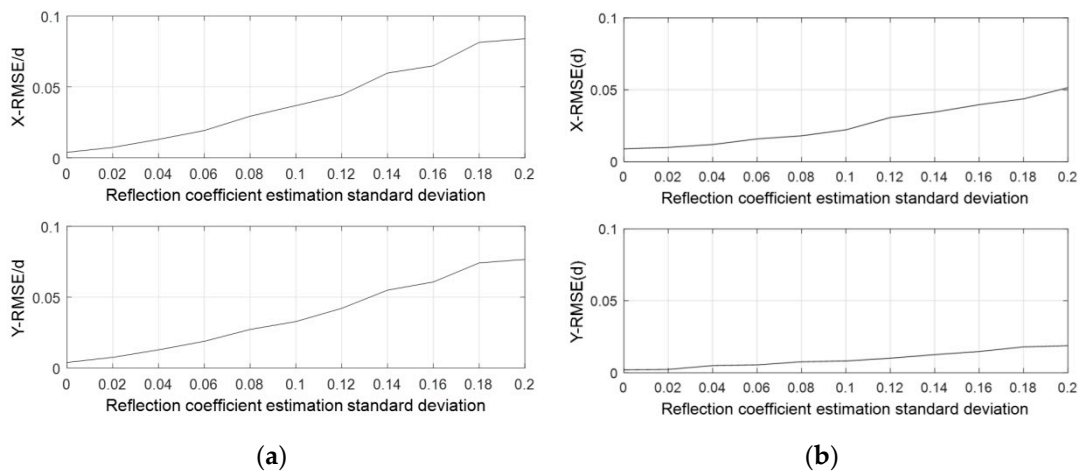 0.1
0.05
0
X-RMSE/d
0 0.02 0.04 0.06 0.08 0.1 0.12 0.14 0.16 0.18 0.2
Reflection coefficient estimation standard deviation
0.1
0.05
0
Y-RMSE/d
0 0.02 0.04 0.06 0.08 0.1 0.12 0.14 0.16 0.18 0.2
Reflection coefficient estimation standard deviation
(a)
0.1
0.05
0
X-RMSE(d)
0 0.02 0.04 0.06 0.08 0.1 0.12 0.14 0.16 0.18 0.2
Reflection coefficient estimation standard deviation
0.1
0.05
0
Y-RMSE(d)
0 0.02 0.04 0.06 0.08 0.1 0.12 0.14 0.16 0.18 0.2
Reflection coefficient estimation standard deviation
(b)